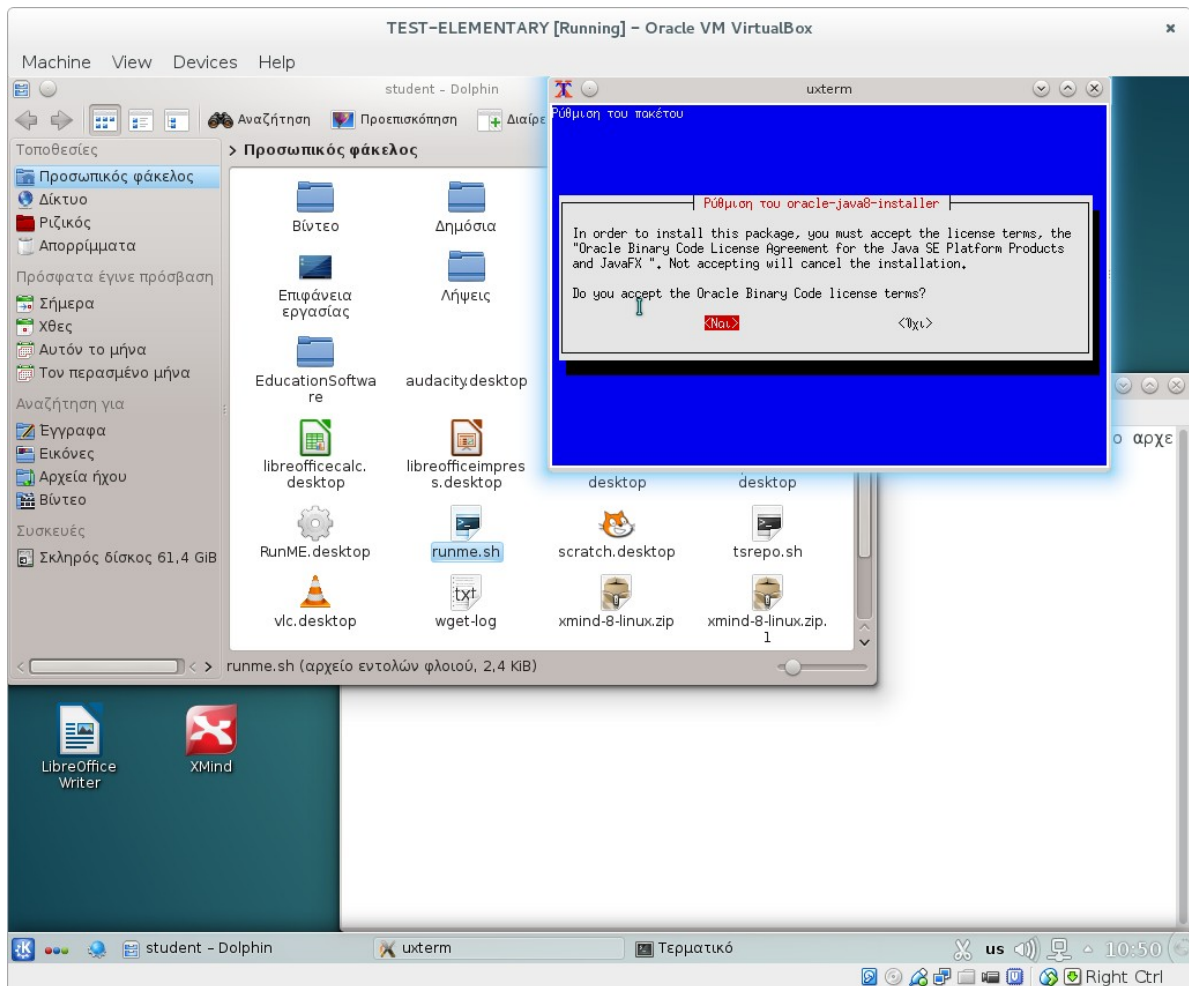 TEST-ELEMENTARY [Running] - Oracle VM VirtualBox
Machine View Devices Help
student - Dolphin
Αναζήτηση Προεπισκόπηση Διαίρε
Τοποθεσίες
Προσωπικός φάκελος
Δίκτυο
Ριζικός
Απορρίμματα
Πρόσφατα έγινε πρόσβαση
Σήμερα
Χθες
Αυτόν το μήνα
Τον περασμένο μήνα
Αναζήτηση για
Έγγραφα
Εικόνες
Αρχεία ήχου
Βίντεο
Συσκευές
Σκληρός δίσκος 61,4 GiB
> Προσωπικός φάκελος
Βίντεο
Δημόσια
Επιφάνεια
εργασίας
Λήψεις
EducationSoftwa
re
audacity.desktop
libreofficecalc.
desktop
libreofficeimpres
s.desktop
desktop
desktop
RunME.desktop
runme.sh
scratch.desktop
tsrepo.sh
vlc.desktop
wget-log
txt
xmind-8-linux.zip
xmind-8-linux.zip.
1
runme.sh (αρχείο εντολών φλοιού, 2,4 KiB)
uxterm
Ρύθμιση του πακέτου
Ρύθμιση του oracle-java8-installer
In order to install this package, you must accept the license terms, the
"Oracle Binary Code License Agreement for the Java SE Platform Products
and JavaFX ". Not accepting will cancel the installation.
Do you accept the Oracle Binary Code license terms?
<Ναι> <Όχι>
ο αρχε
LibreOffice
Writer
XMind
student - Dolphin
uxterm
Τερματικό
us
10:50
Right Ctrl